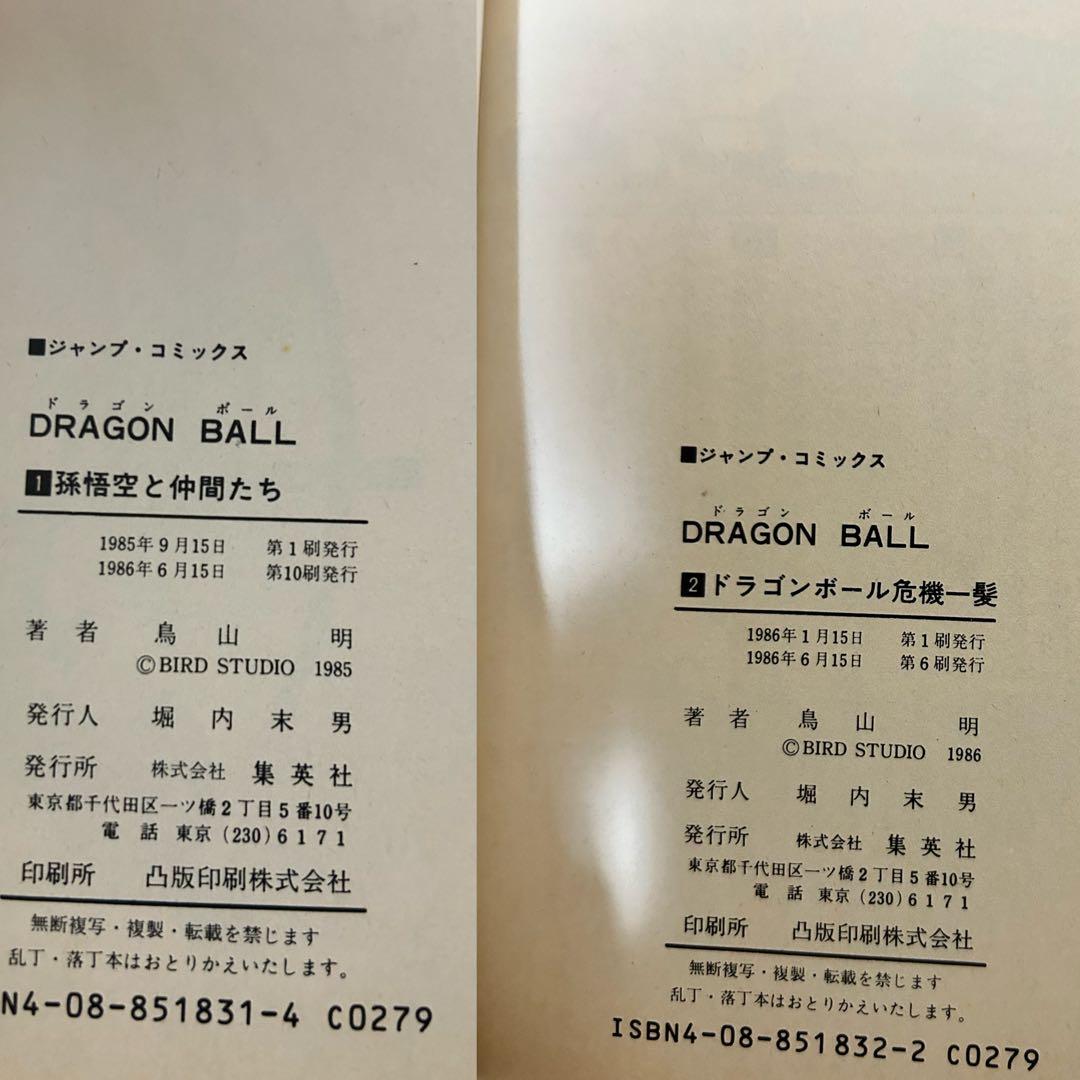 ■ジャンプ・コミックス
ドラゴン ボール
DRAGON BALL
1 孫悟空と仲間たち
1985年9月15日 第1刷発行
1986年6月15日 第10刷発行
著者 鳥山 明
©BIRD STUDIO 1985
発行人 堀内末男
発行所 株式会社 集英社
東京都千代田区一ツ橋2丁目5番10号
電話 東京(230)6171
印刷所 凸版印刷株式会社
無断複写・複製・転載を禁じます
乱丁・落丁本はおとりかえいたします。
N4-08-851831-4 C0279
■ジャンプ・コミックス
ドラゴン ボール
DRAGON BALL
2 ドラゴンボール危機一髪
1986年1月15日 第1刷発行
1986年6月15日 第6刷発行
著者 鳥山 明
©BIRD STUDIO 1986
発行人 堀内末男
発行所 株式会社 集英社
東京都千代田区一ツ橋2丁目5番10号
電話 東京(230)6171
印刷所 凸版印刷株式会社
無断複写・複製・転載を禁じます
乱丁・落丁本はおとりかえいたします。
ISBN4-08-851832-2 C0279